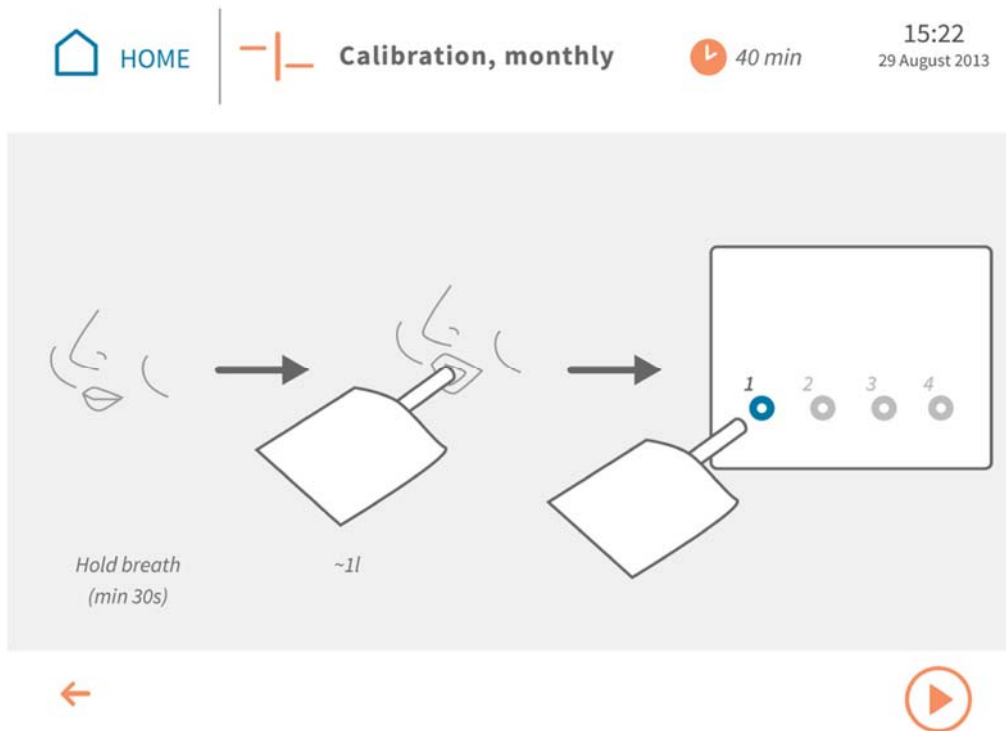 HOME
Calibration, monthly
40 min
15:22
29 August 2013
1 2 3 4
Hold breath
(min 30s)
~1l